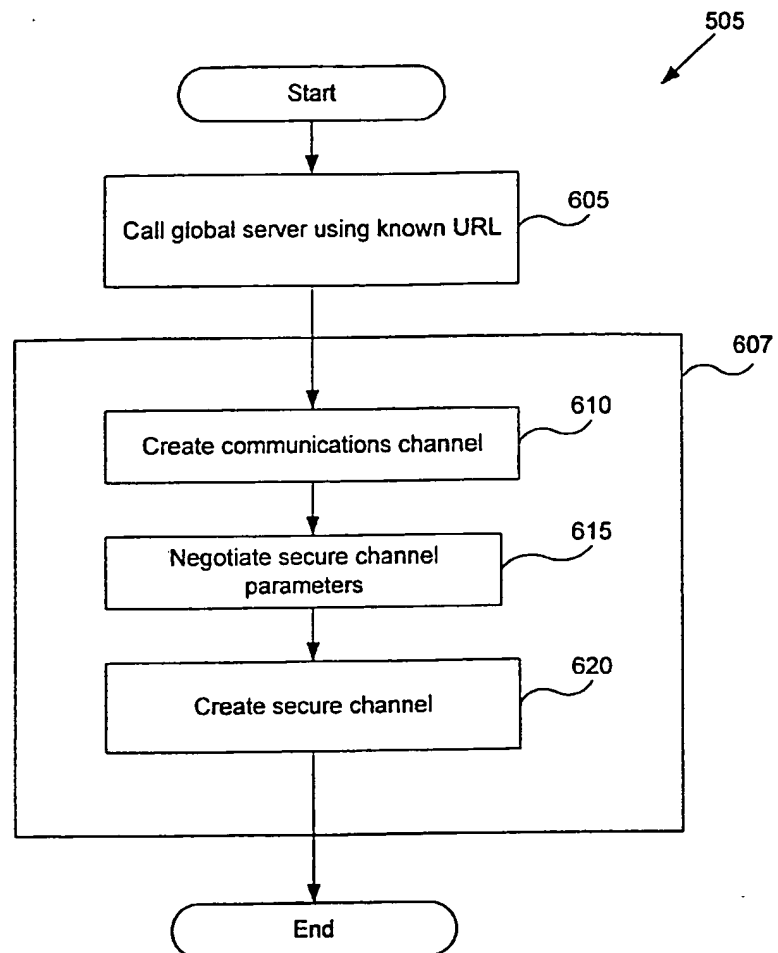 505
Start
605
Call global server using known URL
607
610
Create communications channel
615
Negotiate secure channel
parameters
620
Create secure channel
End